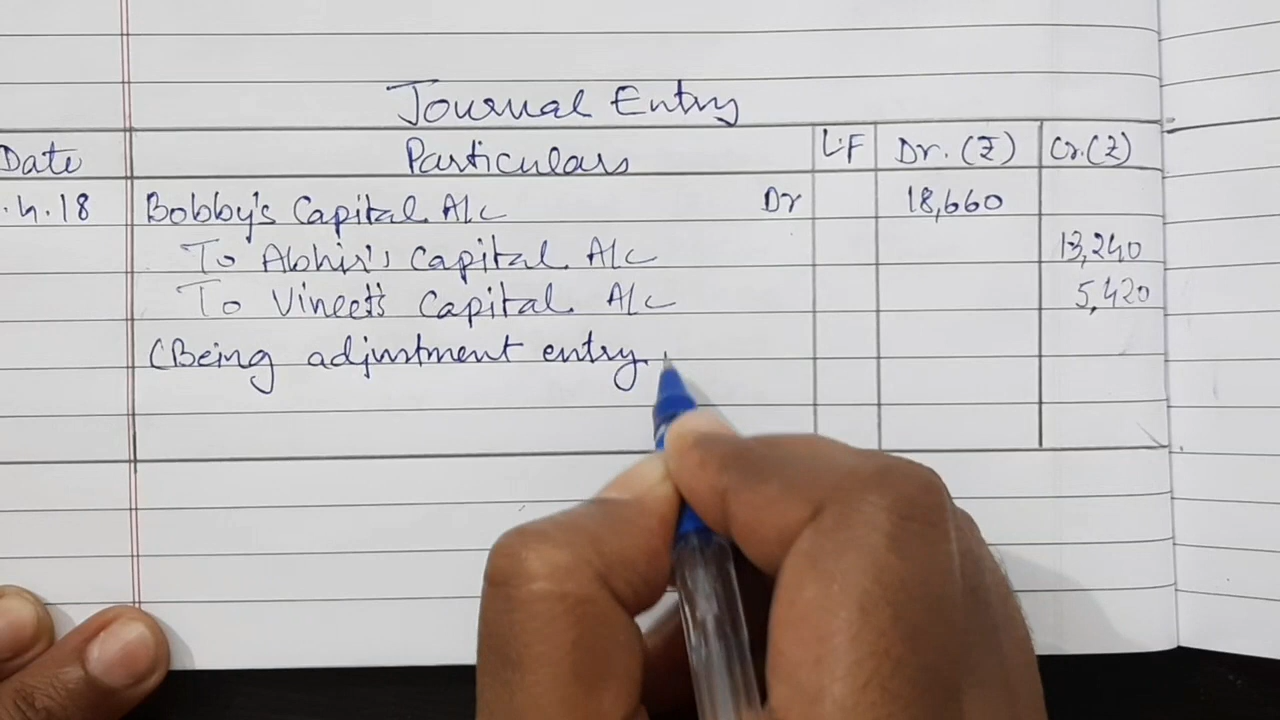 Journal Entry
Date Particulars L.F Dr. (₹) Cr. (₹)
.4.18 Bobby's Capital A/c Dr 18,660
To Abhir's Capital A/c 13,240
To Vineet's Capital A/c 5,420
(Being adjustment entry